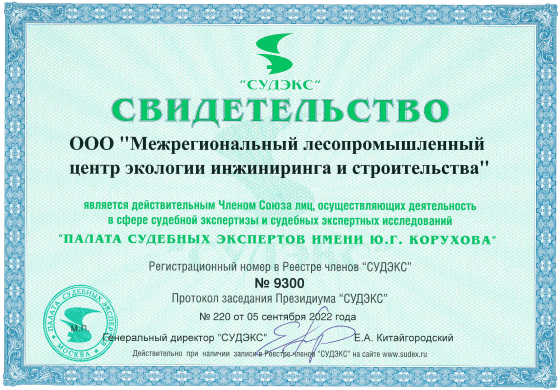 "СУДЭКС"
СВИДЕТЕЛЬСТВО
ООО "Межрегиональный лесопромышленный
центр экологии инжиниринга и строительства"
является действительным Членом Союза лиц, осуществляющих деятельность
в сфере судебной экспертизы и судебных экспертных исследований
"ПАЛАТА СУДЕБНЫХ ЭКСПЕРТОВ ИМЕНИ Ю.Г. КОРУХОВА"
Регистрационный номер в Реестре членов "СУДЭКС"
№ 9300
Протокол заседания Президиума "СУДЭКС"
№ 220 от 05 сентября 2022 года
ПАЛАТА СУДЕБНЫХ ЭКСПЕРТОВ
М.П.
МОСКВА
Генеральный директор "СУДЭКС" Е.А. Китайгородский
Действительно при наличии записи в Реестре членов "СУДЭКС" на сайте www.sudex.ru